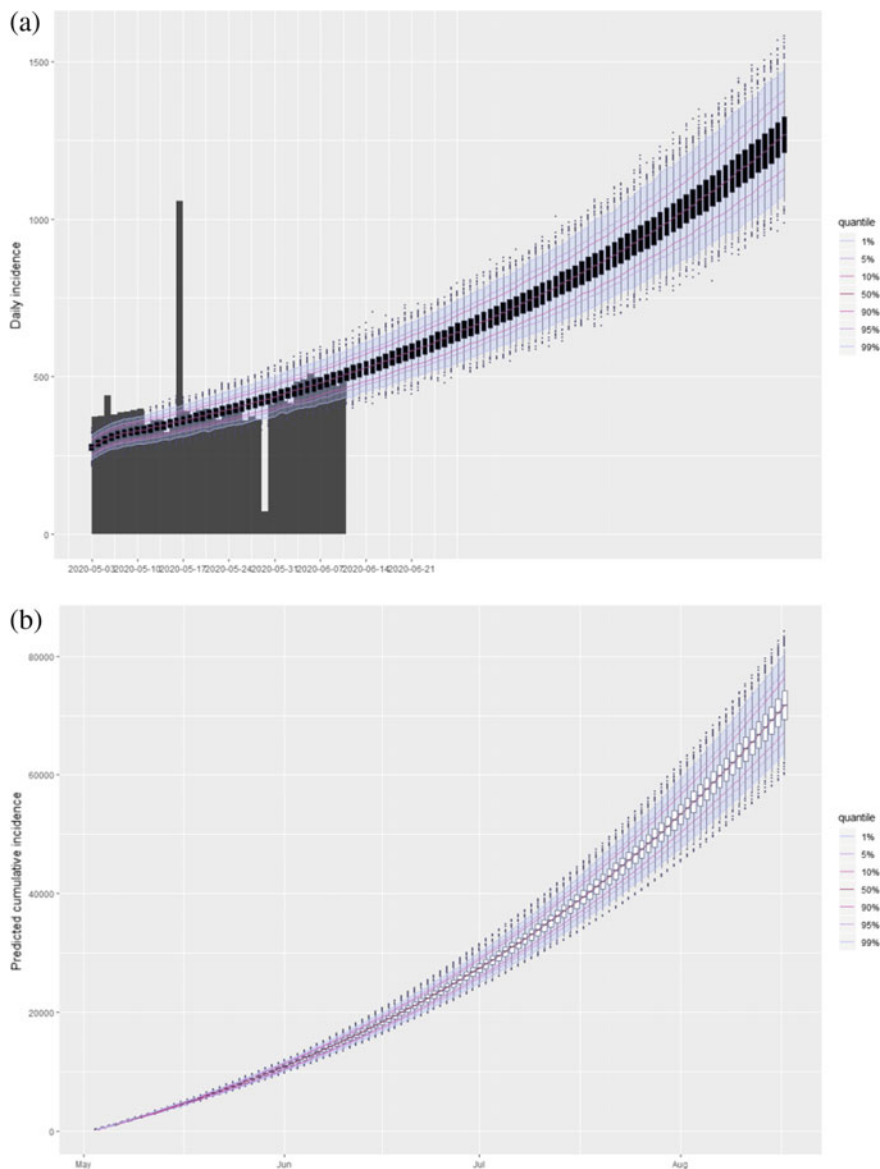 (a)
1500
1000
500
0
Daily incidence
2020-05-03 2020-05-10 2020-05-17 2020-05-24 2020-05-31 2020-06-07 2020-06-14 2020-06-21
quantile
1%
5%
10%
50%
90%
95%
99%
(b)
80000
60000
40000
20000
0
Predicted cumulative incidence
May Jun Jul Aug
quantile
1%
5%
10%
50%
90%
95%
99%